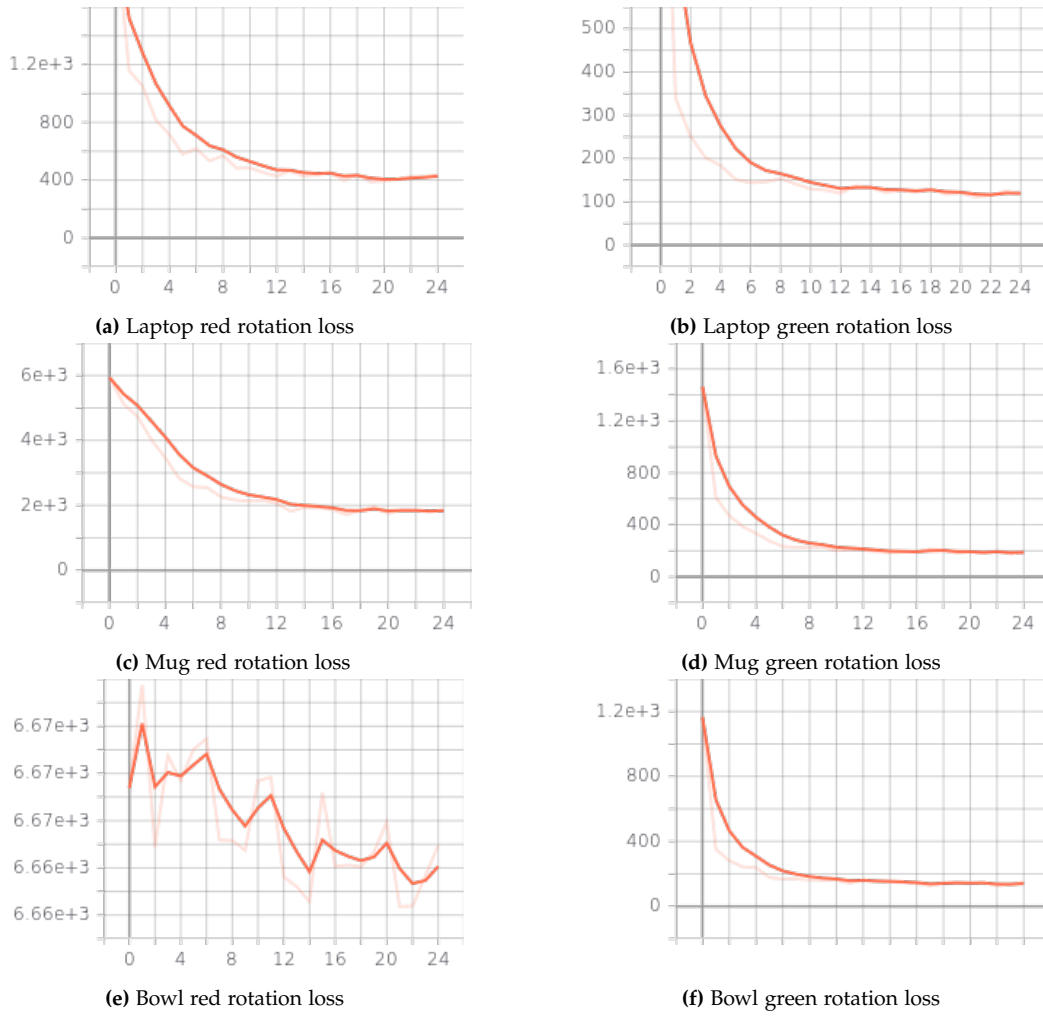 1.2e+3
800
400
0
0 4 8 12 16 20 24
(a) Laptop red rotation loss
500
400
300
200
100
0
0 2 4 6 8 10 12 14 16 18 20 22 24
(b) Laptop green rotation loss
6e+3
4e+3
2e+3
0
0 4 8 12 16 20 24
(c) Mug red rotation loss
1.6e+3
1.2e+3
800
400
0
0 4 8 12 16 20 24
(d) Mug green rotation loss
6.67e+3
6.67e+3
6.67e+3
6.66e+3
6.66e+3
0 4 8 12 16 20 24
(e) Bowl red rotation loss
1.2e+3
800
400
0
(f) Bowl green rotation loss